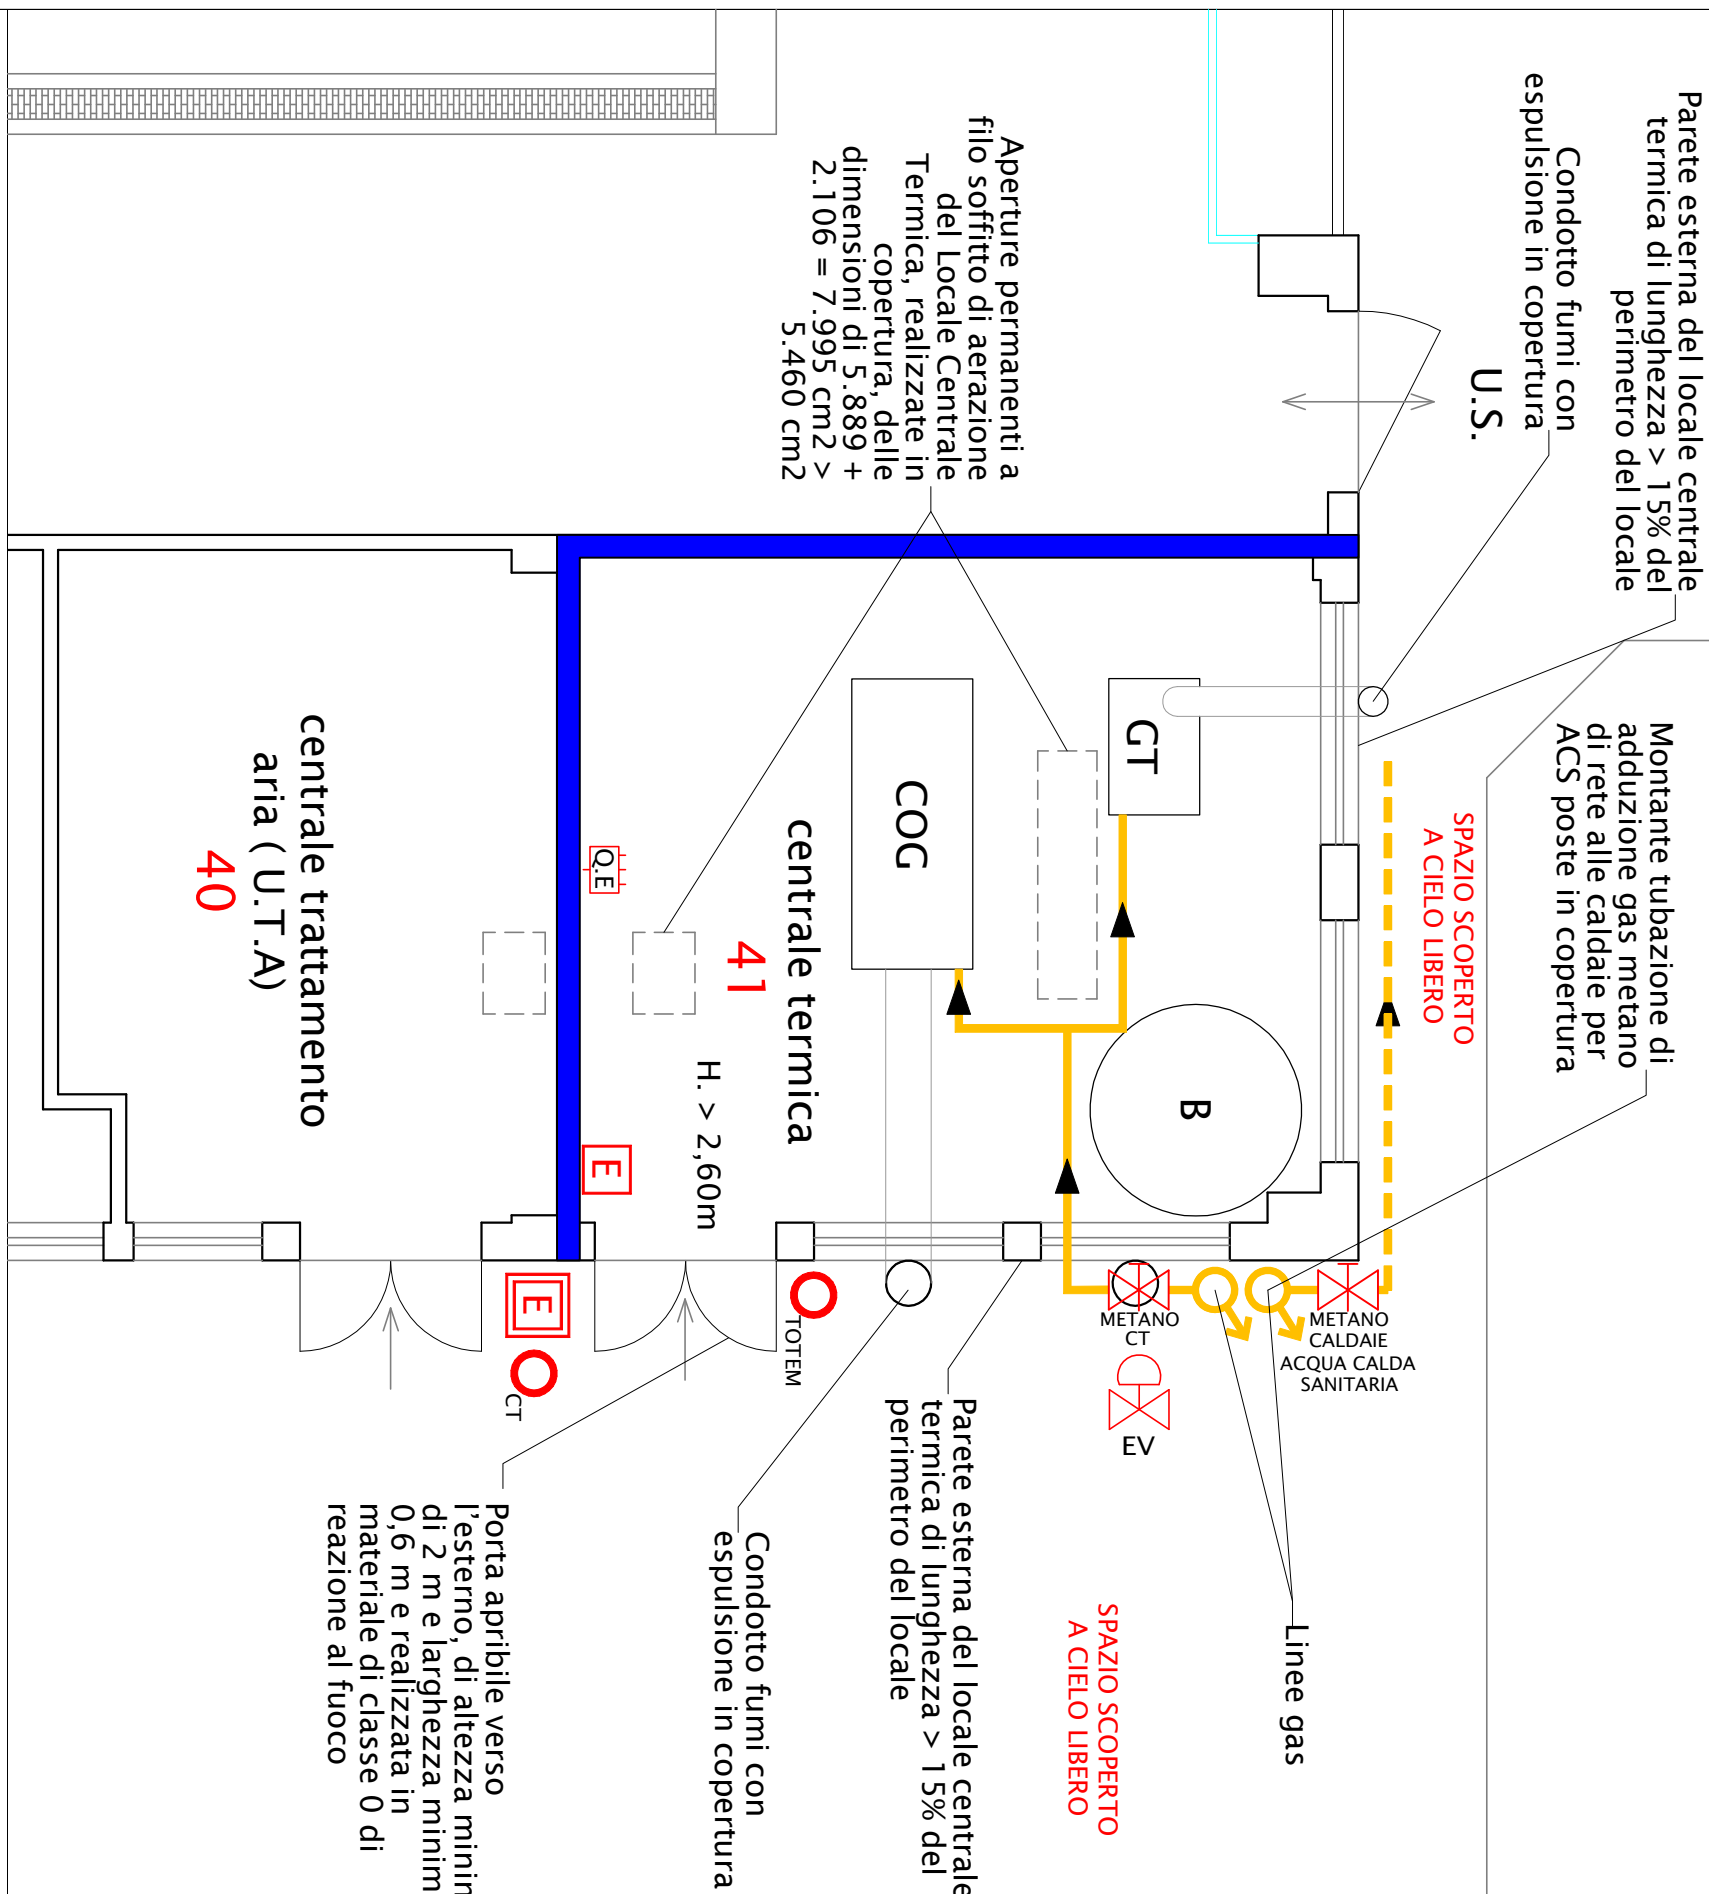 Parete esterna del locale centrale
termica di lunghezza > 15% del
perimetro del locale
Condotto fumi con
espulsione in copertura
U.S.
Aperture permanenti a
filo soffitto di aerazione
del Locale Centrale
Termica, realizzate in
copertura, delle
dimensioni di 5.889 +
2.106 = 7.995 cm2 >
5.460 cm2
Montante tubazione di
adduzione gas metano
di rete alle caldaie per
ACS poste in copertura
SPAZIO SCOPERTO
A CIELO LIBERO
GT
COG
B
centrale termica
41
H. > 2,60m
Q.E
E
centrale trattamento
aria ( U.T.A)
40
E
CT
TOTEM
METANO
CT
EV
METANO
CALDAIE
ACQUA CALDA
SANITARIA
Linee gas
SPAZIO SCOPERTO
A CIELO LIBERO
Parete esterna del locale centrale
termica di lunghezza > 15% del
perimetro del locale
Condotto fumi con
espulsione in copertura
Porta apribile verso
l'esterno, di altezza minim
di 2 m e larghezza minim
0,6 m e realizzata in
materiale di classe 0 di
reazione al fuoco